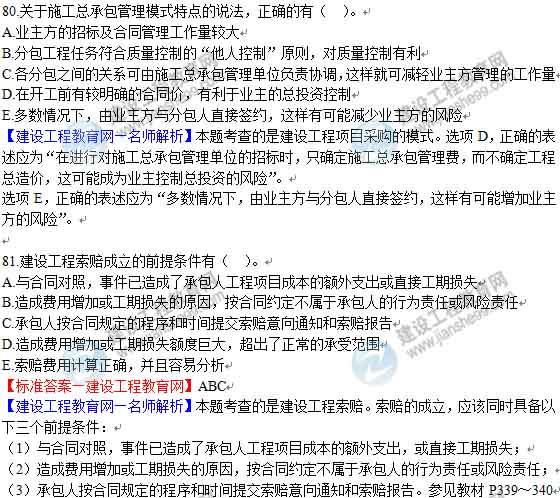 80.关于施工总承包管理模式特点的说法，正确的有（    ）。
A.业主方的招标及合同管理工作量较大
B.分包工程任务符合质量控制的“他人控制”原则，对质量控制有利
C.各分包之间的关系可由施工总承包管理单位负责协调，这样就可减轻业主方管理的工作量
D.在开工前有较明确的合同价，有利于业主的总投资控制
E.多数情况下，由业主方与分包人直接签约，这样有可能减少业主方的风险
【建设工程教育网一名师解析】本题考查的是建设工程项目采购的模式。选项 D，正确的表
述应为“在进行对施工总承包管理单位的招标时，只确定施工总承包管理费，而不确定工程
总造价，这可能成为业主控制总投资的风险”。
选项 E，正确的表述应为“多数情况下，由业主方与分包人直接签约，这样有可能增加业主
方的风险”。
81.建设工程索赔成立的前提条件有（    ）。
A.与合同对照，事件已造成了承包人工程项目成本的额外支出或直接工期损失
B.造成费用增加或工期损失的原因，按合同约定不属于承包人的行为责任或风险责任
C.承包人按合同规定的程序和时间提交索赔意向通知和索赔报告
D.造成费用增加或工期损失额度巨大，超出了正常的承受范围
E.索赔费用计算正确，并且容易分析
【标准答案一建设工程教育网】ABC
【建设工程教育网一名师解析】本题考查的是建设工程索赔。索赔的成立，应该同时具备以
下三个前提条件：
（1）与合同对照，事件已造成了承包人工程项目成本的额外支出，或直接工期损失；
（2）造成费用增加或工期损失的原因，按合同约定不属于承包人的行为责任或风险责任；
（3）承包人按合同规定的程序和时间提交索赔意向通知和索赔报告。参见教材 P339～340。
建设工程教育网
www.jianshe99.com
建设工程教育网
www.jianshe99.com